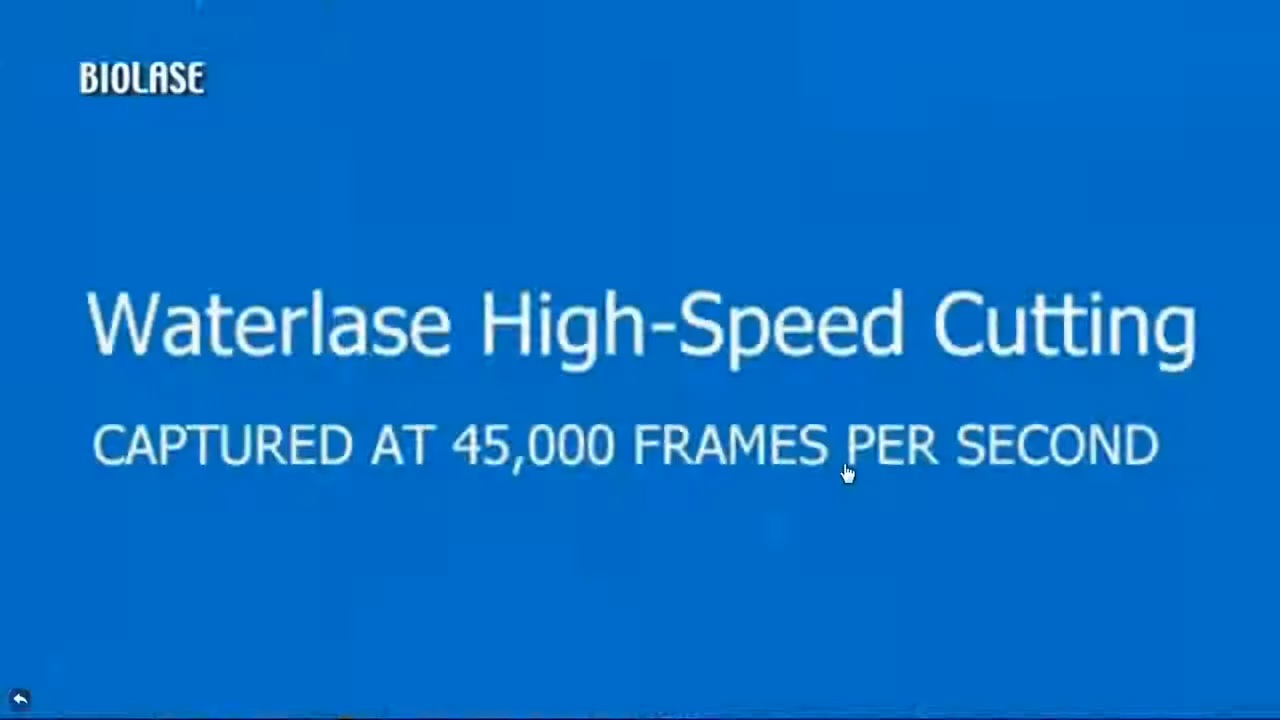 BIOLASE
Waterlase High-Speed Cutting
CAPTURED AT 45,000 FRAMES PER SECOND